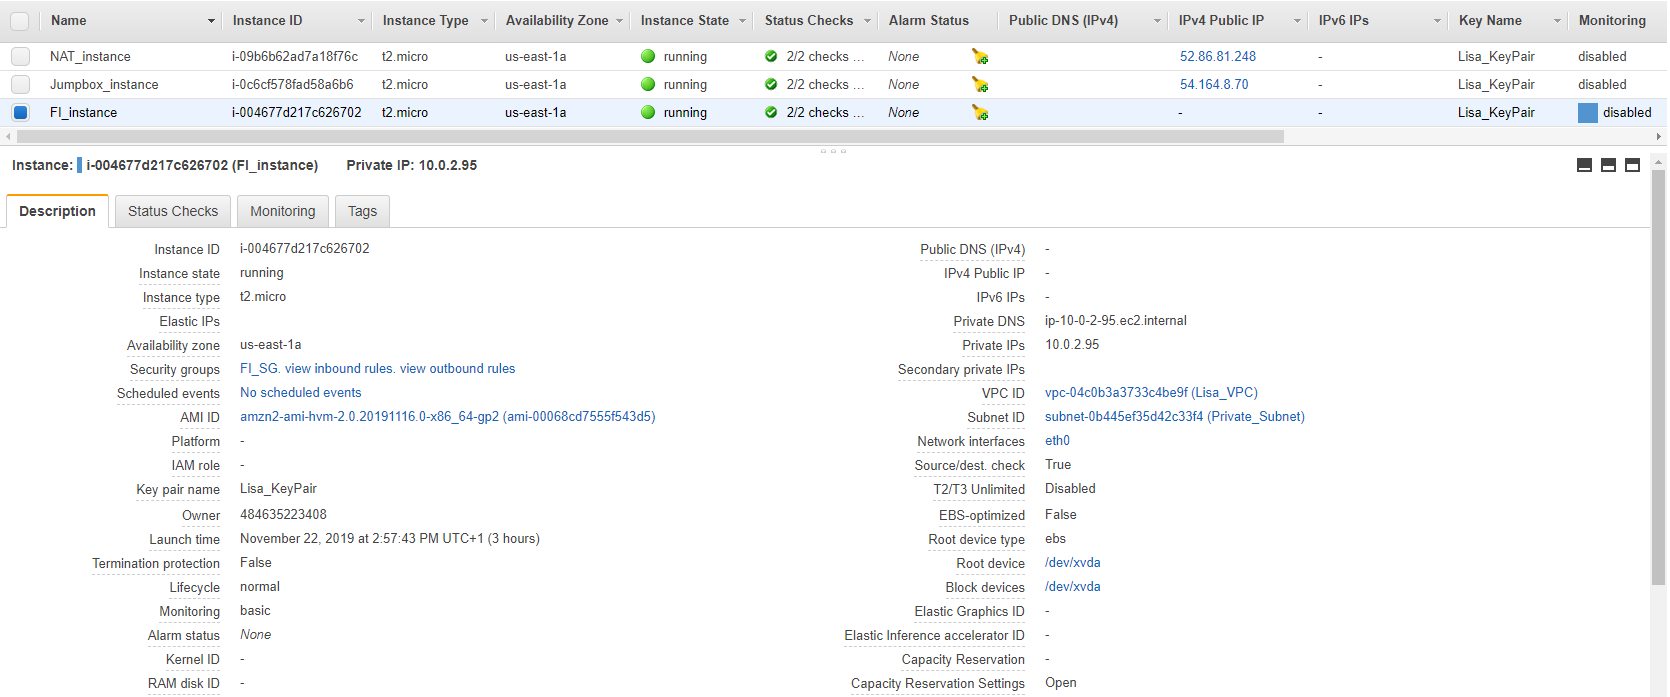 Name Instance ID Instance Type Availability Zone Instance State Status Checks Alarm Status Public DNS (IPv4) IPv4 Public IP IPv6 IPs Key Name Monitoring
NAT_instance i-09b6b62ad7a18f76c t2.micro us-east-1a running 2/2 checks ... None 52.86.81.248 - Lisa_KeyPair disabled
Jumpbox_instance i-0c6cf578fad58a6b6 t2.micro us-east-1a running 2/2 checks ... None 54.164.8.70 - Lisa_KeyPair disabled
FI_instance i-004677d217c626702 t2.micro us-east-1a running 2/2 checks ... None - - Lisa_KeyPair disabled
Instance: i-004677d217c626702 (FI_instance) Private IP: 10.0.2.95
Description Status Checks Monitoring Tags
Instance ID i-004677d217c626702 Public DNS (IPv4) -
Instance state running IPv4 Public IP -
Instance type t2.micro IPv6 IPs -
Elastic IPs Private DNS ip-10-0-2-95.ec2.internal
Availability zone us-east-1a Private IPs 10.0.2.95
Security groups FI_SG. view inbound rules. view outbound rules Secondary private IPs
Scheduled events No scheduled events VPC ID vpc-04c0b3a3733c4be9f (Lisa_VPC)
AMI ID amzn2-ami-hvm-2.0.20191116.0-x86_64-gp2 (ami-00068cd7555f543d5) Subnet ID subnet-0b445ef35d42c33f4 (Private_Subnet)
Platform - Network interfaces eth0
IAM role - Source/dest. check True
Key pair name Lisa_KeyPair T2/T3 Unlimited Disabled
Owner 484635223408 EBS-optimized False
Launch time November 22, 2019 at 2:57:43 PM UTC+1 (3 hours) Root device type ebs
Termination protection False Root device /dev/xvda
Lifecycle normal Block devices /dev/xvda
Monitoring basic Elastic Graphics ID -
Alarm status None Elastic Inference accelerator ID -
Kernel ID - Capacity Reservation -
RAM disk ID - Capacity Reservation Settings Open